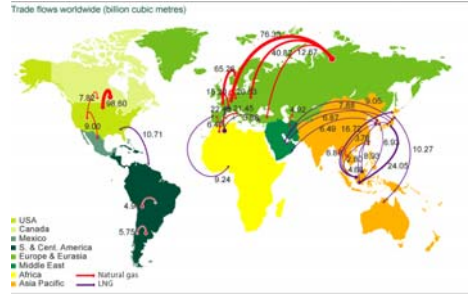 Trade flows worldwide (billion cubic metres)
76.35
40.82
12.67
65.26
7.82
98.60
9.00
10.71
9.24
4.92
7.88
9.05
6.87
6.49
16.72
6.93
8.93
24.05
10.27
5.75
USA
Canada
Mexico
S. & Cent. America
Europe & Eurasia
Middle East
Africa
Asia Pacific
Natural gas
LNG